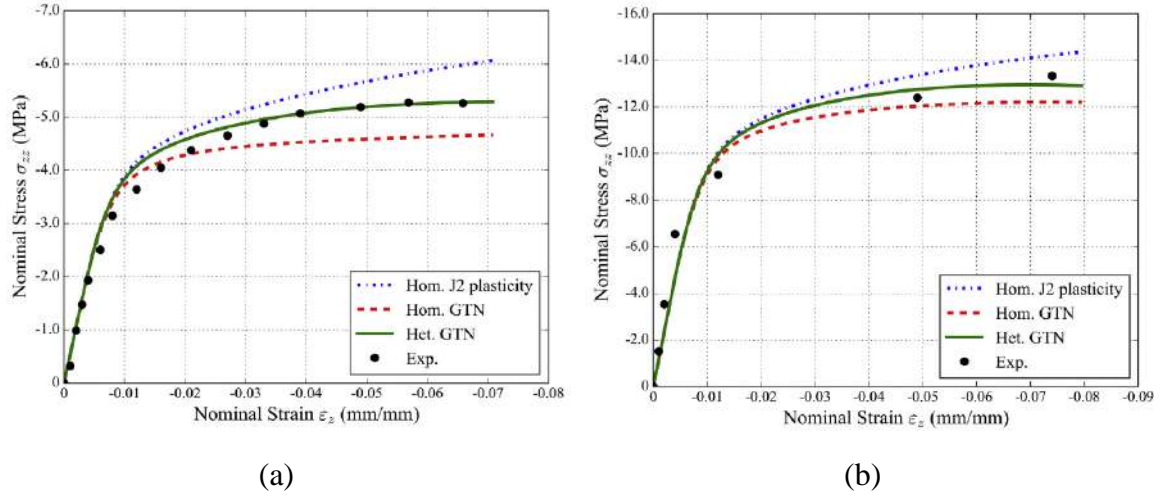 -7.0
-6.0
-5.0
-4.0
-3.0
-2.0
-1.0
0
Nominal Stress σzz (MPa)
0 -0.01 -0.02 -0.03 -0.04 -0.05 -0.06 -0.07 -0.08
Nominal Strain εz (mm/mm)
Hom. J2 plasticity
Hom. GTN
Het. GTN
Exp.
(a)
-16.0
-14.0
-12.0
-10.0
-8.0
-6.0
-4.0
-2.0
0
Nominal Stress σzz (MPa)
0 -0.01 -0.02 -0.03 -0.04 -0.05 -0.06 -0.07 -0.08 -0.09
Nominal Strain εz (mm/mm)
Hom. J2 plasticity
Hom. GTN
Het. GTN
Exp.
(b)